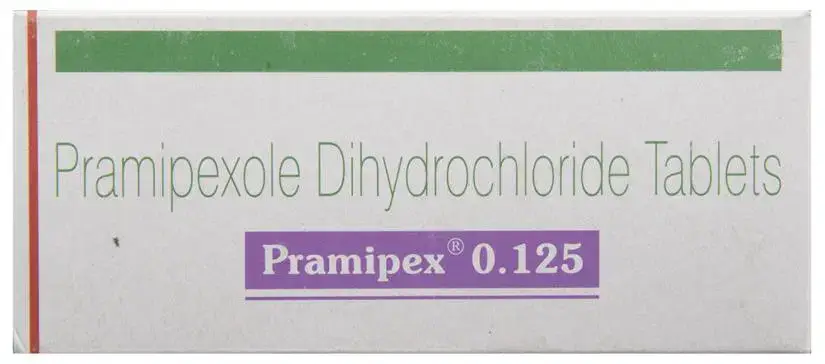 Pramipexole Dihydrochloride Tablets
Pramipex® 0.125